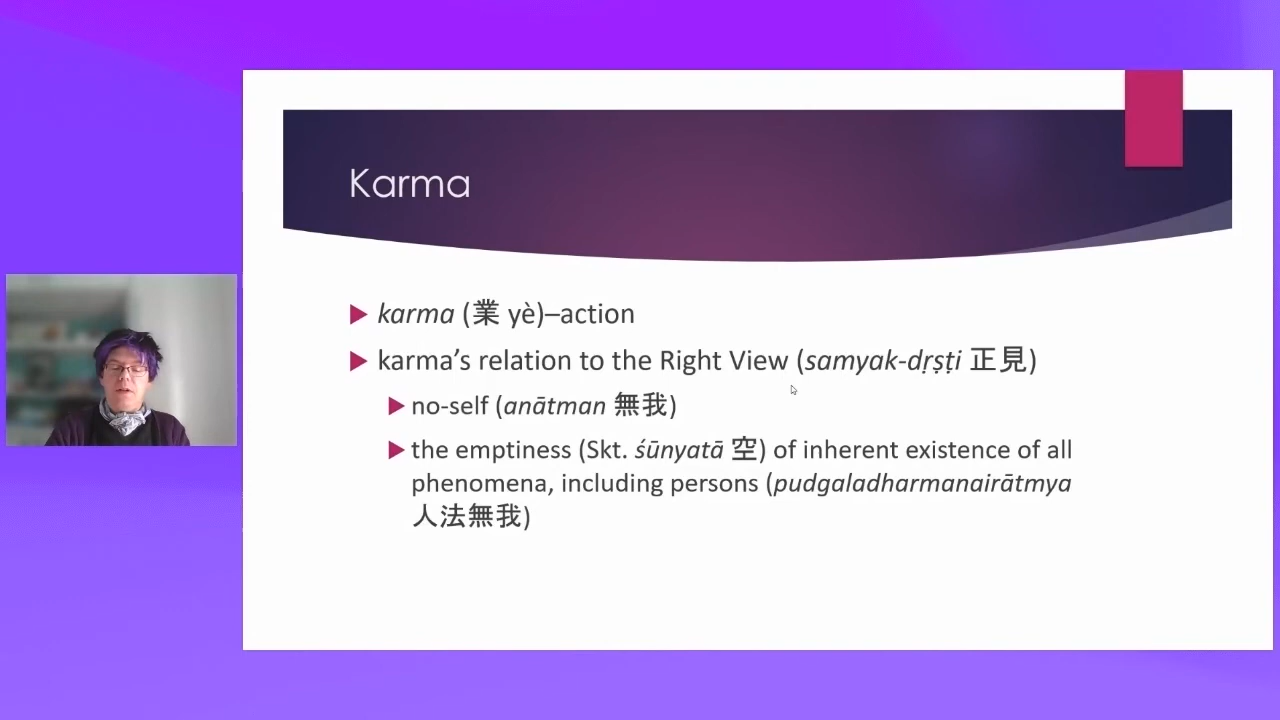 Karma
karma (業 yè)–action
karma's relation to the Right View (samyak-dṛṣṭi 正見)
no-self (anātman 無我)
the emptiness (Skt. śūnyatā 空) of inherent existence of all
phenomena, including persons (pudgaladharmanairātmya
人法無我)